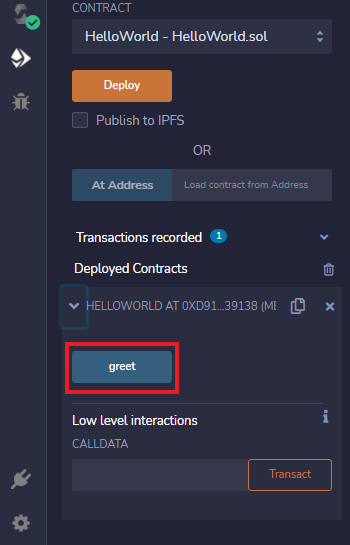 CONTRACT
HelloWorld - HelloWorld.sol
Deploy
Publish to IPFS
OR
At Address
Load contract from Address
Transactions recorded 1
Deployed Contracts
HELLOWORLD AT 0XD91...39138 (ME
greet
Low level interactions
CALLDATA
Transact